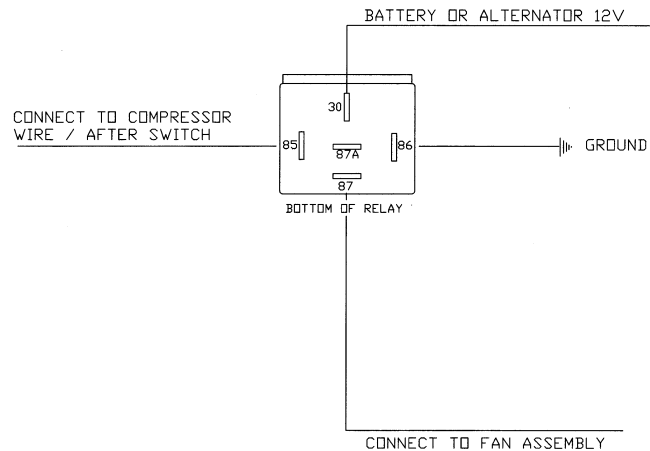 BATTERY OR ALTERNATOR 12V
30
CONNECT TO COMPRESSOR
WIRE / AFTER SWITCH
85
86
87A
GROUND
87
BOTTOM OF RELAY
CONNECT TO FAN ASSEMBLY